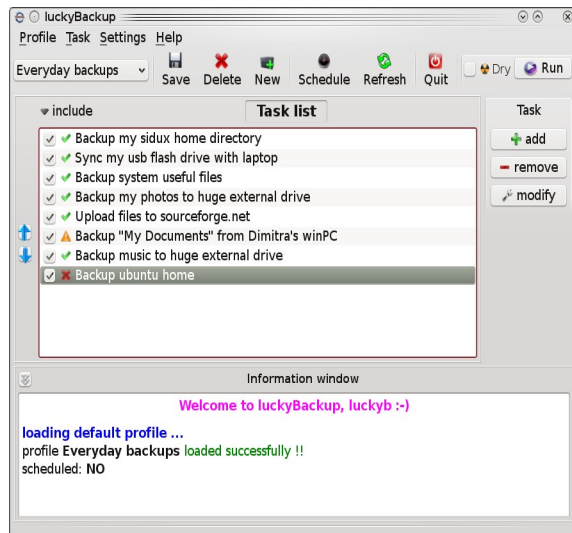 luckyBackup
Profile Task Settings Help
Everyday backups Save Delete New Schedule Refresh Quit Dry Run
include Task list Task
Backup my sidux home directory
add
Sync my usb flash drive with laptop
remove
Backup system useful files
modify
Backup my photos to huge external drive
Upload files to sourceforge.net
Backup "My Documents" from Dimitra's winPC
Backup music to huge external drive
Backup ubuntu home
Information window
Welcome to luckyBackup, luckyb :-)
loading default profile ...
profile Everyday backups loaded successfully !!
scheduled: NO